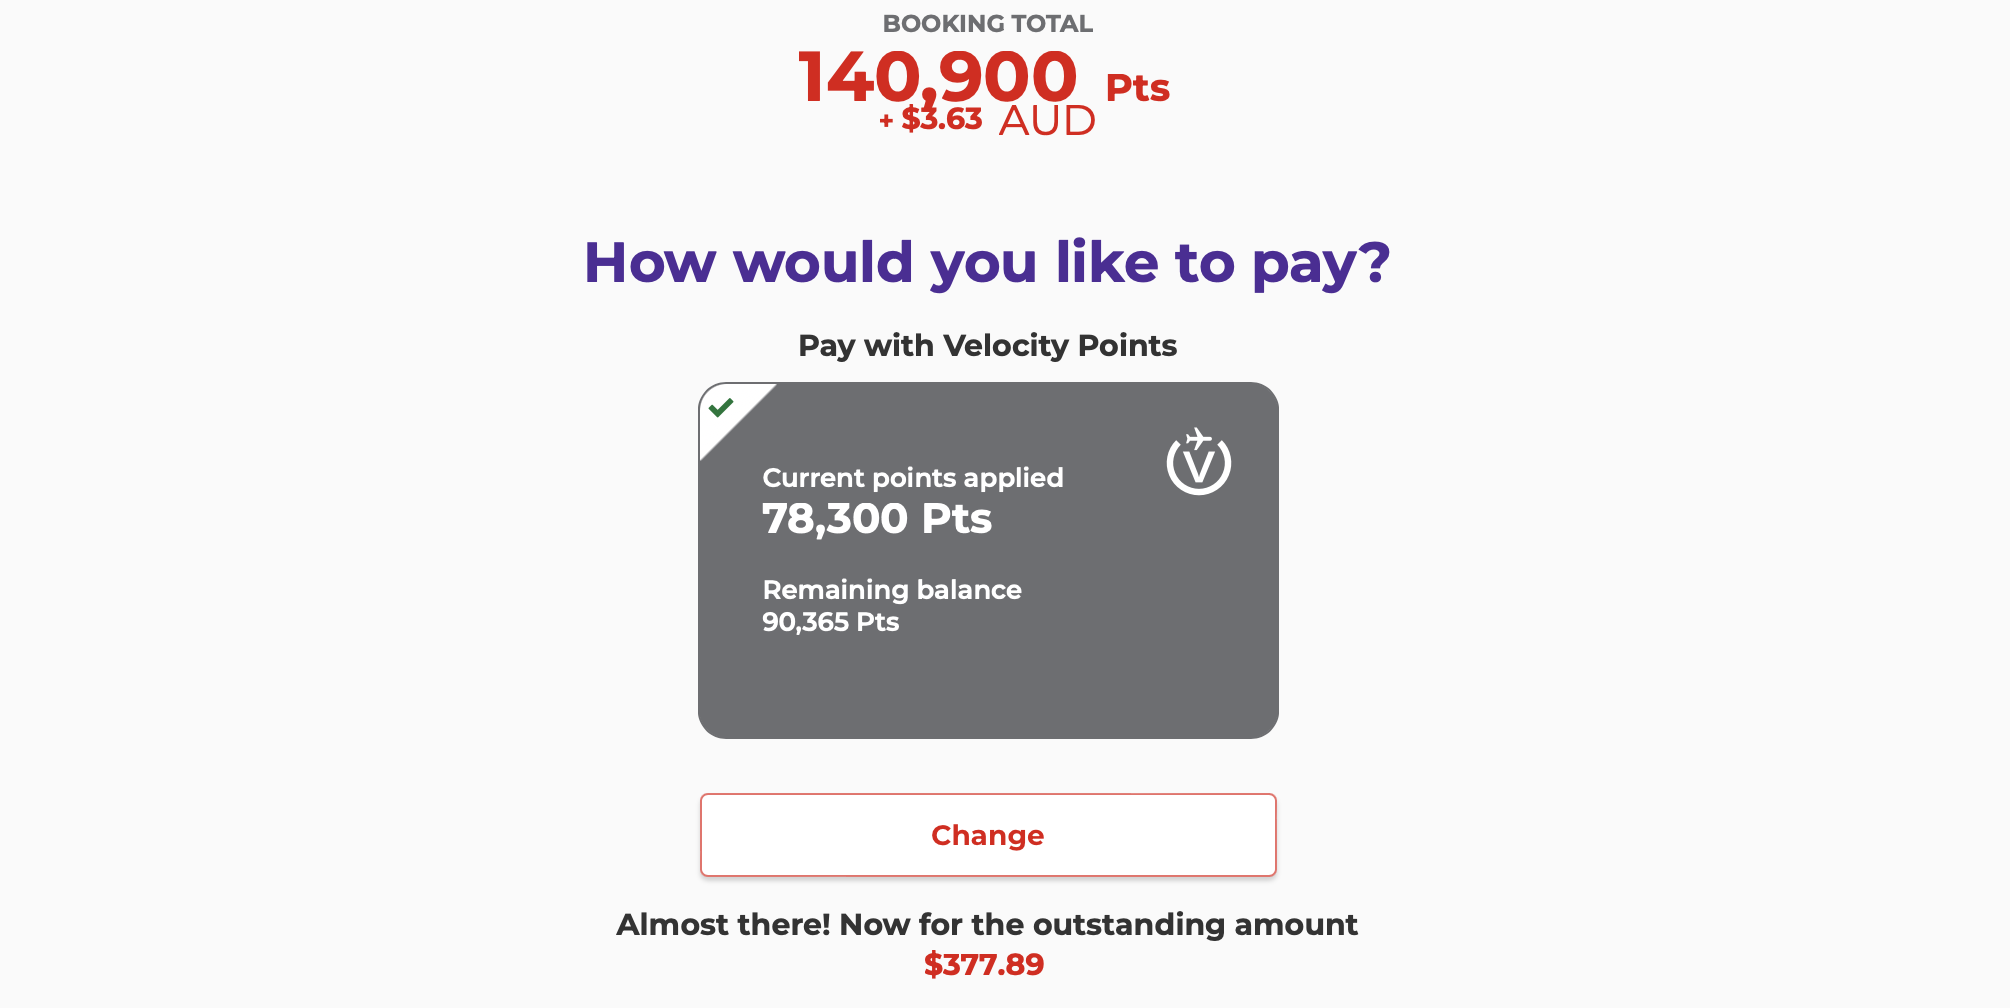 BOOKING TOTAL
140,900 Pts
+ $3.63 AUD
How would you like to pay?
Pay with Velocity Points
V
Current points applied
78,300 Pts
Remaining balance
90,365 Pts
Change
Almost there! Now for the outstanding amount
$377.89